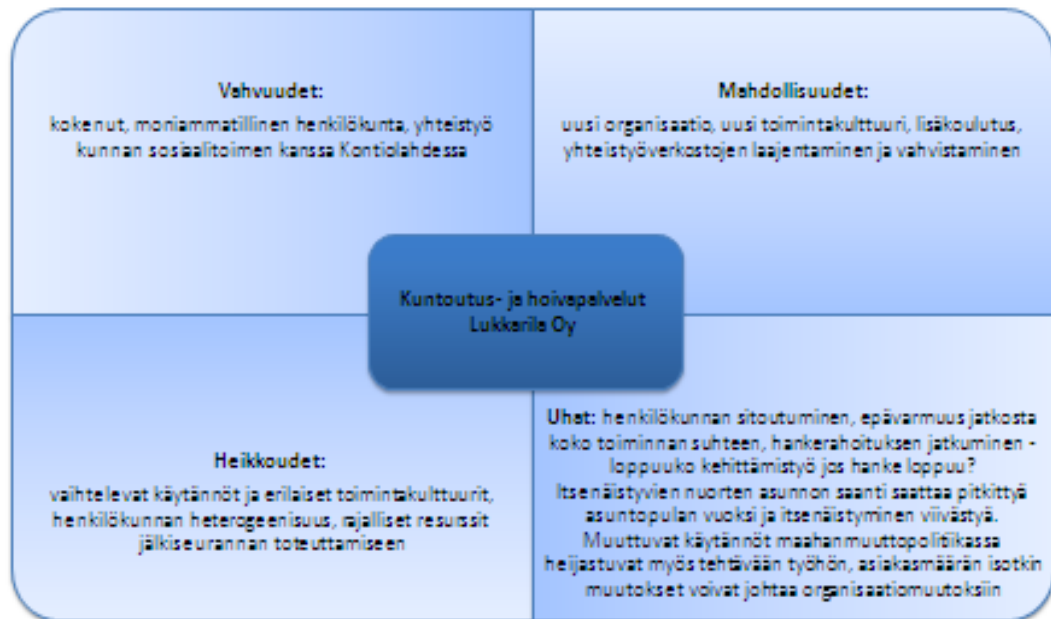 Vahvuudet:
kokenut, moniammatillinen henkilökunta, yhteistyö
kunnan sosiaalitoimen kanssa Kontiolahdessa
Mahdollisuudet:
uusi organisaatio, uusi toimintakulttuuri, lisäkoulutus,
yhteistyöverkostojen laajentaminen ja vahvistaminen
Kuntoutus- ja hoivapalvelut
Lukkarila Oy
Heikkoudet:
vaihtelevat käytännöt ja erilaiset toimintakulttuurit,
henkilökunnan heterogeenisuus, rajalliset resurssit
jälkiseurannan toteuttamiseen
Uhat: henkilökunnan sitoutuminen, epävarmuus jatkosta
koko toiminnan suhteen, hankerahoituksen jatkuminen -
loppuuko kehittämistyö jos hanke loppuu?
Itsenäistyvien nuorten asunnon saanti saattaa pitkittyä
asuntopulan vuoksi ja itsenäistyminen viivästyä.
Muuttuvat käytännöt maahanmuuttopolitiikassa
heijastuvat myös tehtävään työhön, asiakasmäärän isotkin
muutokset voivat johtaa organisaatiomuutoksiin